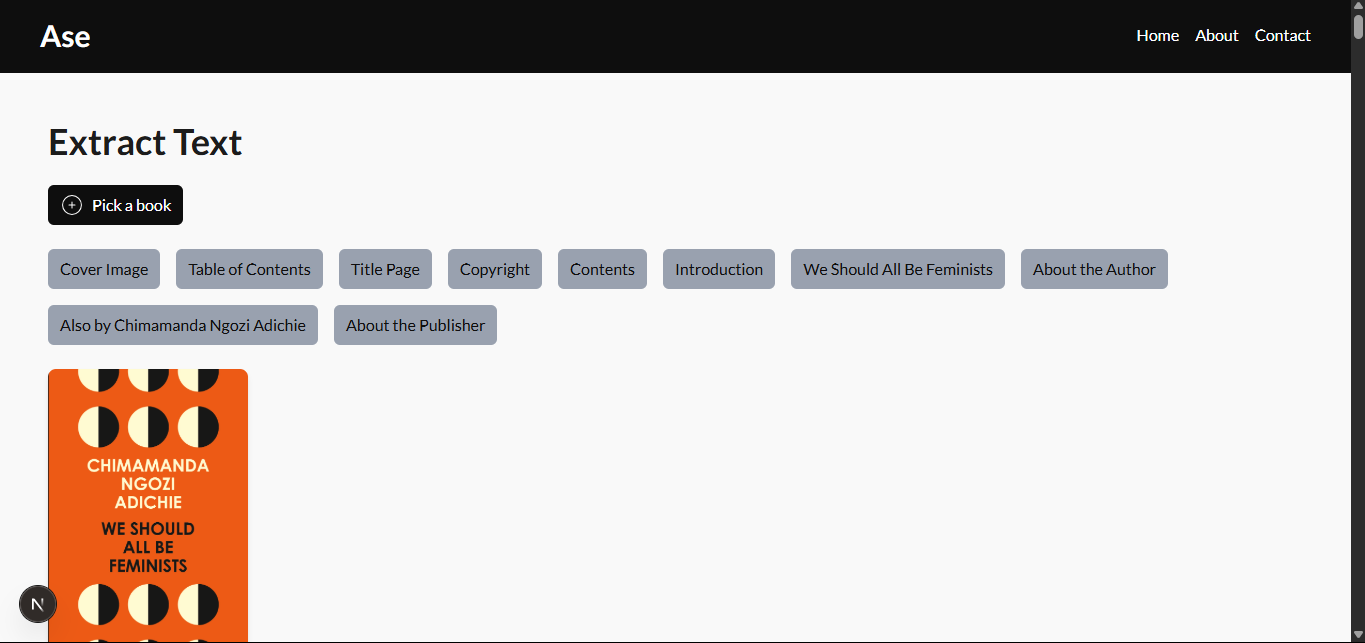 Ase
Home About Contact
Extract Text
Pick a book
Cover Image Table of Contents Title Page Copyright Contents Introduction We Should All Be Feminists About the Author
Also by Chimamanda Ngozi Adichie About the Publisher
CHIMAMANDA
NGOZI
ADICHIE
WE SHOULD
ALL BE
FEMINISTS
N